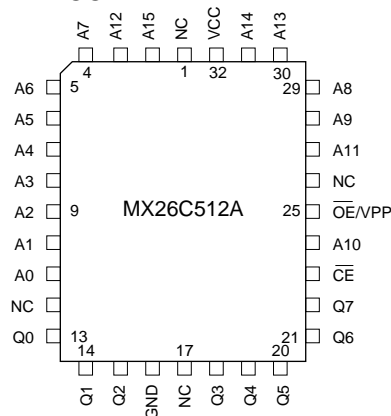 A7 A12 A15 NC VCC A14 A13
4 1 32 30
A6 5 29 A8
A5 A9
A4 A11
A3 NC
A2 9 MX26C512A 25 OE/VPP
A1 A10
A0 CE
NC Q7
Q0 13 21 Q6
14 17 20
Q1 Q2 GND NC Q3 Q4 Q5